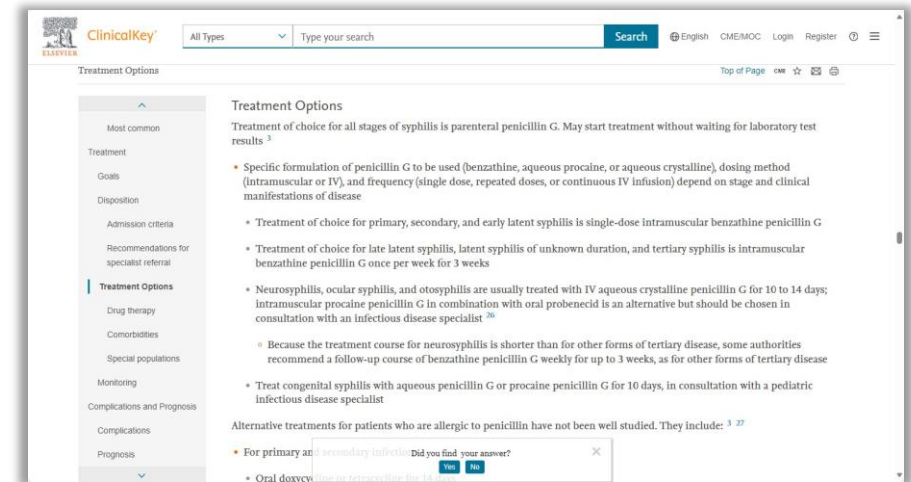 ELSEVIER
ClinicalKey®
All Types
Type your search
Search
English
CME/MOC
Login
Register
Treatment Options
Top of Page
CME
Most common
Treatment
Goals
Disposition
Admission criteria
Recommendations for
specialist referral
Treatment Options
Drug therapy
Comorbidities
Special populations
Monitoring
Complications and Prognosis
Complications
Prognosis
Treatment Options
Treatment of choice for all stages of syphilis is parenteral penicillin G. May start treatment without waiting for laboratory test
results 3
Specific formulation of penicillin G to be used (benzathine, aqueous procaine, or aqueous crystalline), dosing method
(intramuscular or IV), and frequency (single dose, repeated doses, or continuous IV infusion) depend on stage and clinical
manifestations of disease
Treatment of choice for primary, secondary, and early latent syphilis is single-dose intramuscular benzathine penicillin G
Treatment of choice for late latent syphilis, latent syphilis of unknown duration, and tertiary syphilis is intramuscular
benzathine penicillin G once per week for 3 weeks
Neurosyphilis, ocular syphilis, and otosyphilis are usually treated with IV aqueous crystalline penicillin G for 10 to 14 days;
intramuscular procaine penicillin G in combination with oral probenecid is an alternative but should be chosen in
consultation with an infectious disease specialist 26
Because the treatment course for neurosyphilis is shorter than for other forms of tertiary disease, some authorities
recommend a follow-up course of benzathine penicillin G weekly for up to 3 weeks, as for other forms of tertiary disease
Treat congenital syphilis with aqueous penicillin G or procaine penicillin G for 10 days, in consultation with a pediatric
infectious disease specialist
Alternative treatments for patients who are allergic to penicillin have not been well studied. They include: 3 27
For primary and secondary infection
Did you find your answer?
Yes No
Oral doxycycline or tetracycline for 14 days